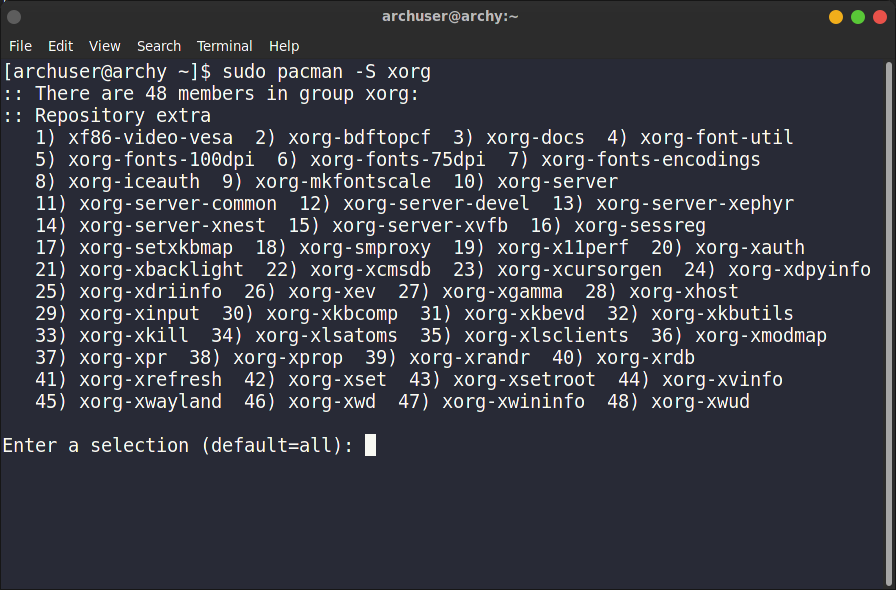 archuser@archy:~
File Edit View Search Terminal Help
[archuser@archy ~]$ sudo pacman -S xorg
:: There are 48 members in group xorg:
:: Repository extra
   1) xf86-video-vesa  2) xorg-bdftopcf  3) xorg-docs  4) xorg-font-util
   5) xorg-fonts-100dpi  6) xorg-fonts-75dpi  7) xorg-fonts-encodings
   8) xorg-iceauth  9) xorg-mkfontscale  10) xorg-server
   11) xorg-server-common  12) xorg-server-devel  13) xorg-server-xephyr
   14) xorg-server-xnest  15) xorg-server-xvfb  16) xorg-sessreg
   17) xorg-setxkbmap  18) xorg-smproxy  19) xorg-x11perf  20) xorg-xauth
   21) xorg-xbacklight  22) xorg-xcmsdb  23) xorg-xcursorgen  24) xorg-xdpyinfo
   25) xorg-xdriinfo  26) xorg-xev  27) xorg-xgamma  28) xorg-xhost
   29) xorg-xinput  30) xorg-xkbcomp  31) xorg-xkbevd  32) xorg-xkbutils
   33) xorg-xkill  34) xorg-xlsatoms  35) xorg-xlsclients  36) xorg-xmodmap
   37) xorg-xpr  38) xorg-xprop  39) xorg-xrandr  40) xorg-xrdb
   41) xorg-xrefresh  42) xorg-xset  43) xorg-xsetroot  44) xorg-xvinfo
   45) xorg-xwayland  46) xorg-xwd  47) xorg-xwininfo  48) xorg-xwud
Enter a selection (default=all):